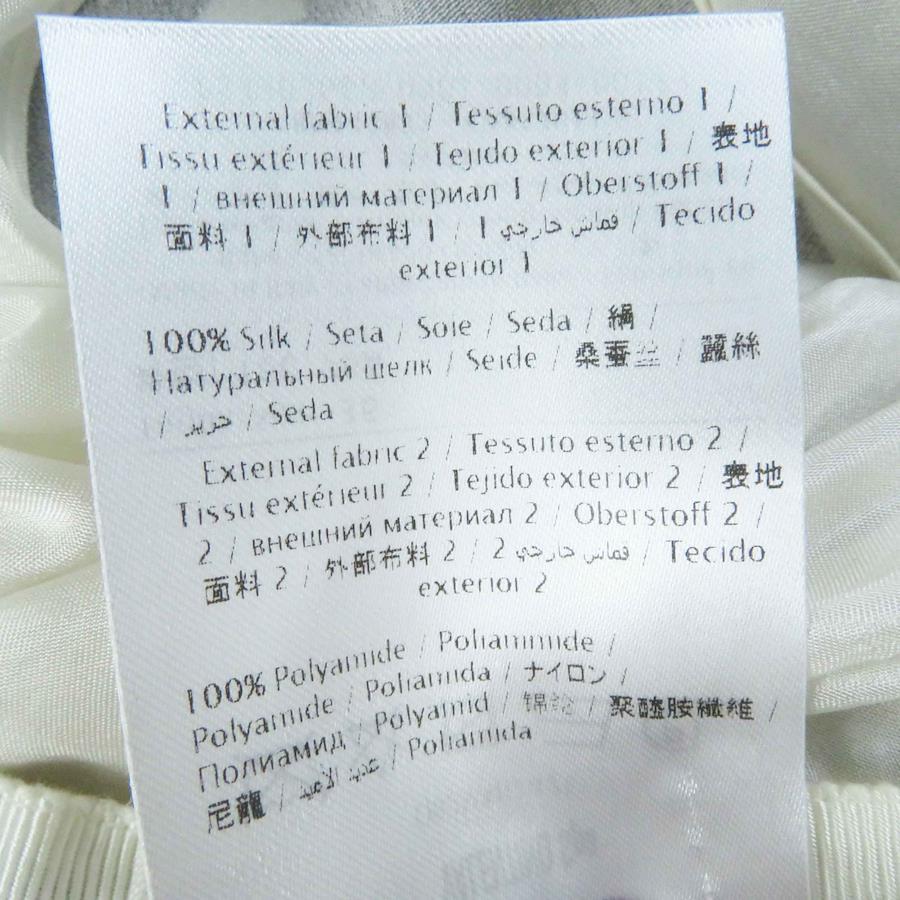 External fabric 1 / Tessuto esterno 1 /
Tissu extérieur 1 / Tejido exterior 1 / 表地
1 / внешний материал 1 / Oberstoff 1 /
面料 1 / 外部布料 1 / قماش خارجي 1 / Tecido
exterior 1
100% Silk / Seta / Soie / Seda / 絹 /
Натуральный шелк / Seide / 桑蚕丝 / 蠶絲
/ حرير / Seda
External fabric 2 / Tessuto esterno 2 /
Tissu extérieur 2 / Tejido exterior 2 / 表地
2 / внешний материал 2 / Oberstoff 2 /
面料 2 / 外部布料 2 / قماش خارجي 2 / Tecido
exterior 2
100% Polyamide / Poliammide /
Polyamide / Poliamida / ナイロン /
Полиамид / Polyamid / 锦纶 / 聚醯胺纖維 /
尼龍 / عديد الأميد / Poliamida